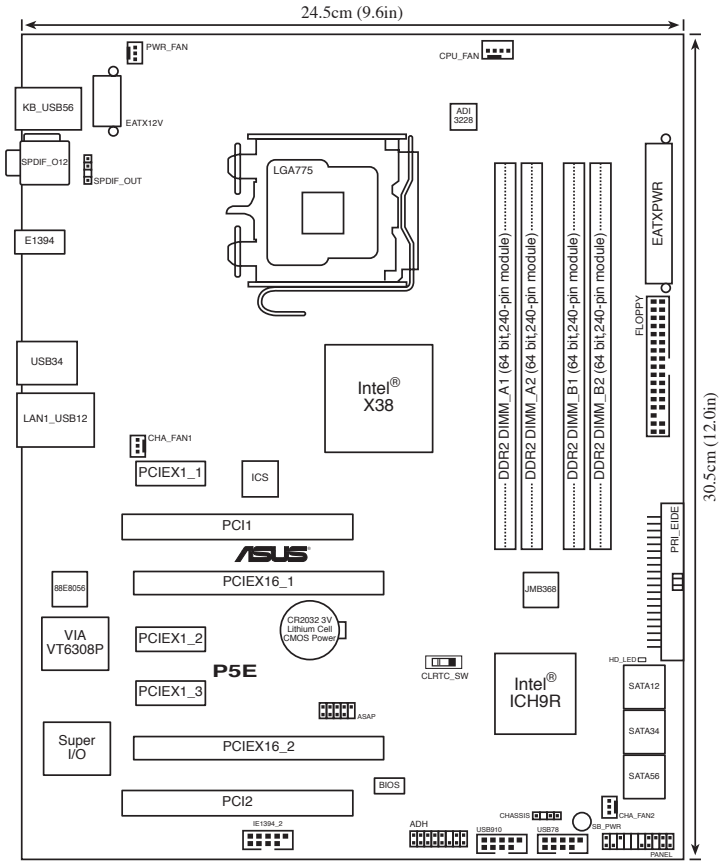 24.5cm (9.6in)
PWR_FAN
CPU_FAN
KB_USB56
EATX12V
ADI
3228
SPDIF_O12
SPDIF_OUT
LGA775
EATXPWR
E1394
DDR2 DIMM_A1 (64 bit,240-pin module)
DDR2 DIMM_A2 (64 bit,240-pin module)
DDR2 DIMM_B1 (64 bit,240-pin module)
DDR2 DIMM_B2 (64 bit,240-pin module)
FLOPPY
USB34
Intel®
X38
LAN1_USB12
30.5cm (12.0in)
CHA_FAN1
PCIEX1_1
ICS
PCI1
PRI_EIDE
ASUS
PCIEX16_1
88E8056
JMB368
CR2032 3V
Lithium Cell
CMOS Power
VIA
VT6308P
PCIEX1_2
P5E
CLRTC_SW
HD_LED
PCIEX1_3
Intel®
ICH9R
SATA12
ASAP
Super
I/O
PCIEX16_2
SATA34
SATA56
BIOS
PCI2
CHASSIS
CHA_FAN2
IE1394_2
ADH
USB910
USB78
SB_PWR
PANEL